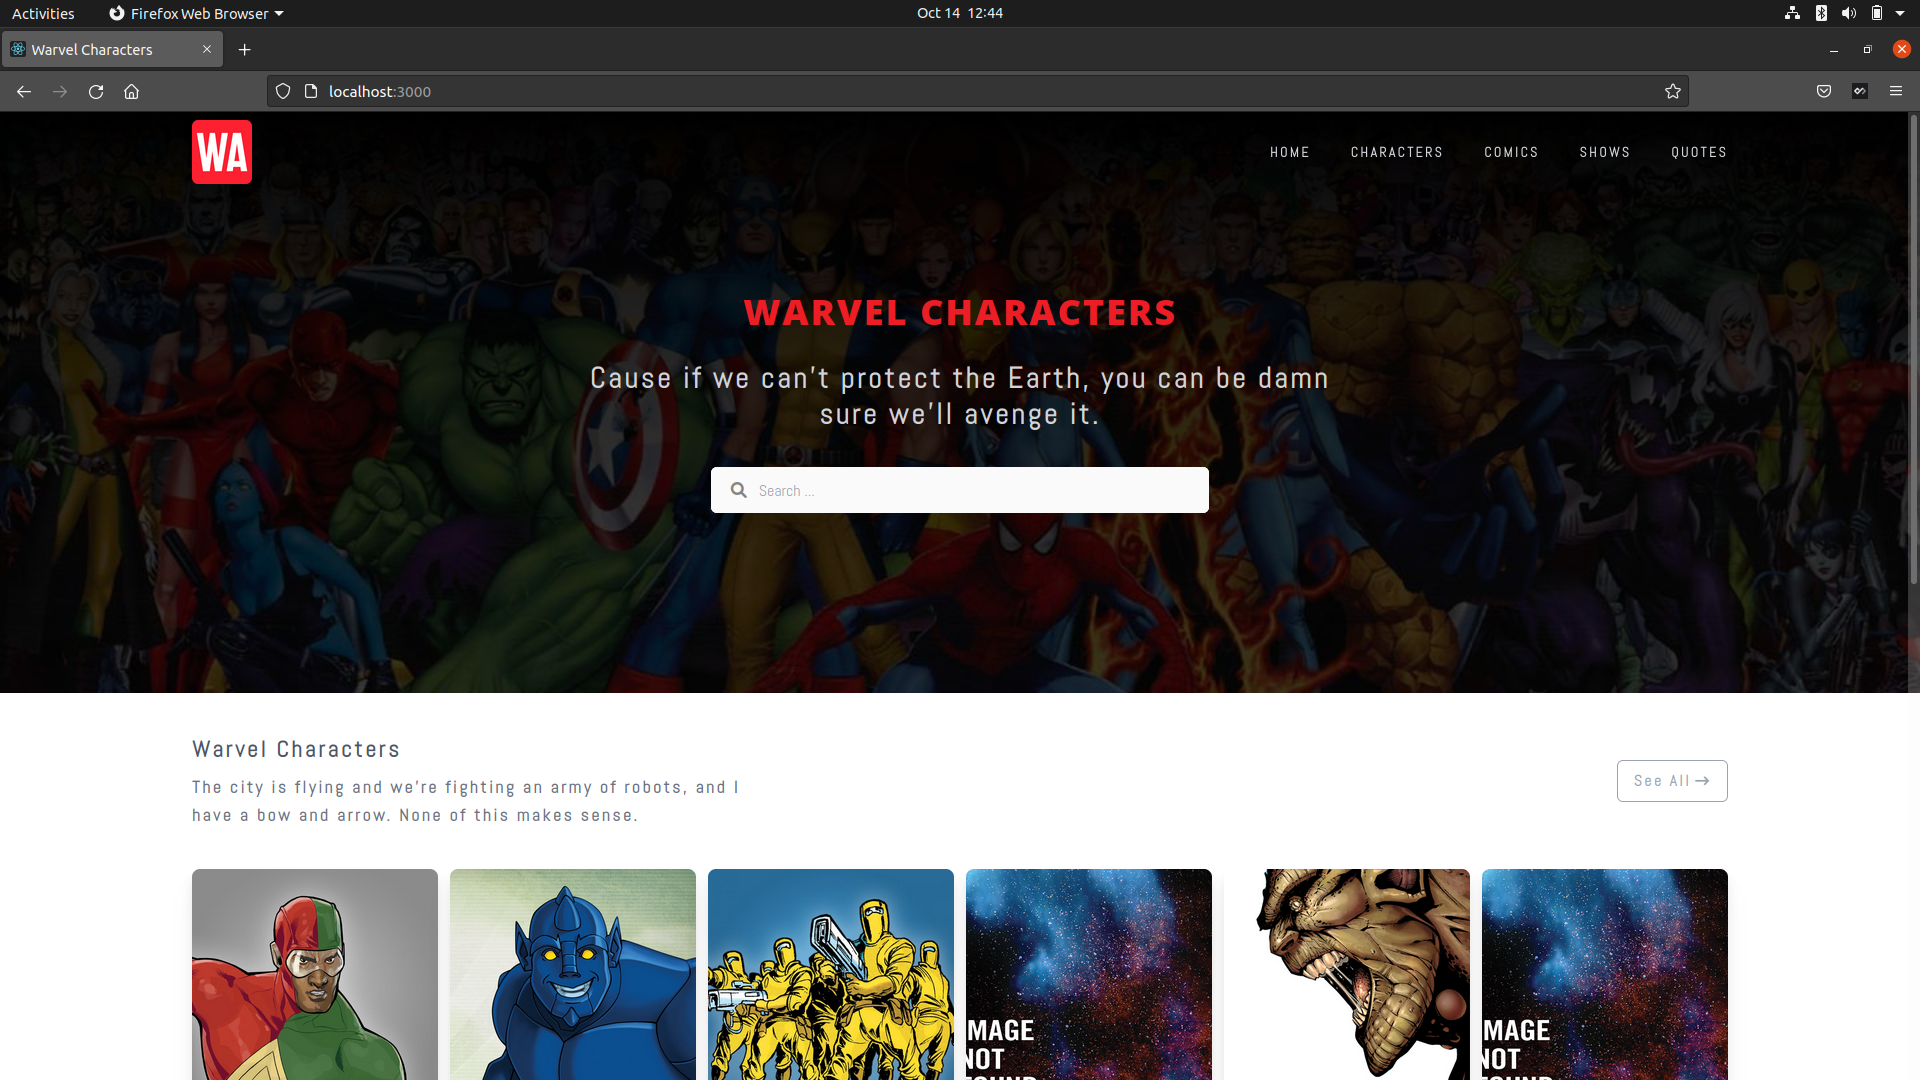 Activities
Firefox Web Browser
Oct 14 12:44
Warvel Characters
localhost:3000
WA
HOME
CHARACTERS
COMICS
SHOWS
QUOTES
WARVEL CHARACTERS
Cause if we can't protect the Earth, you can be damn
sure we'll avenge it.
Search ...
Warvel Characters
The city is flying and we're fighting an army of robots, and I
have a bow and arrow. None of this makes sense.
See All
MAGE
NOT
MAGE
NOT